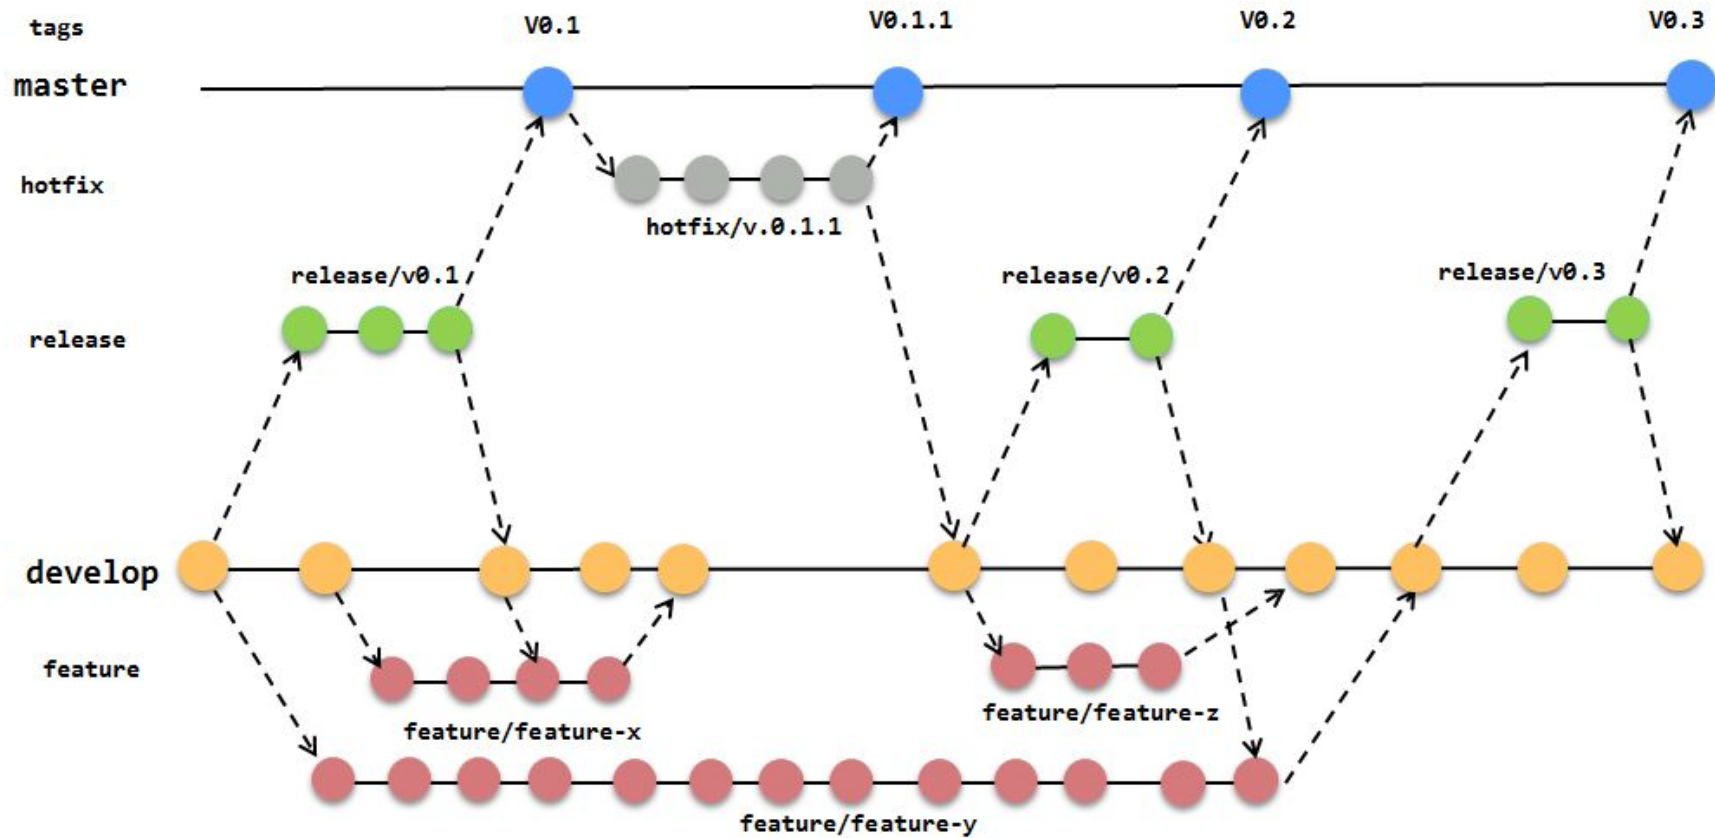 tags V0.1 V0.1.1 V0.2 V0.3
master
hotfix
hotfix/v.0.1.1
release/v0.1 release/v0.2 release/v0.3
release
develop
feature
feature/feature-x feature/feature-z
feature/feature-y